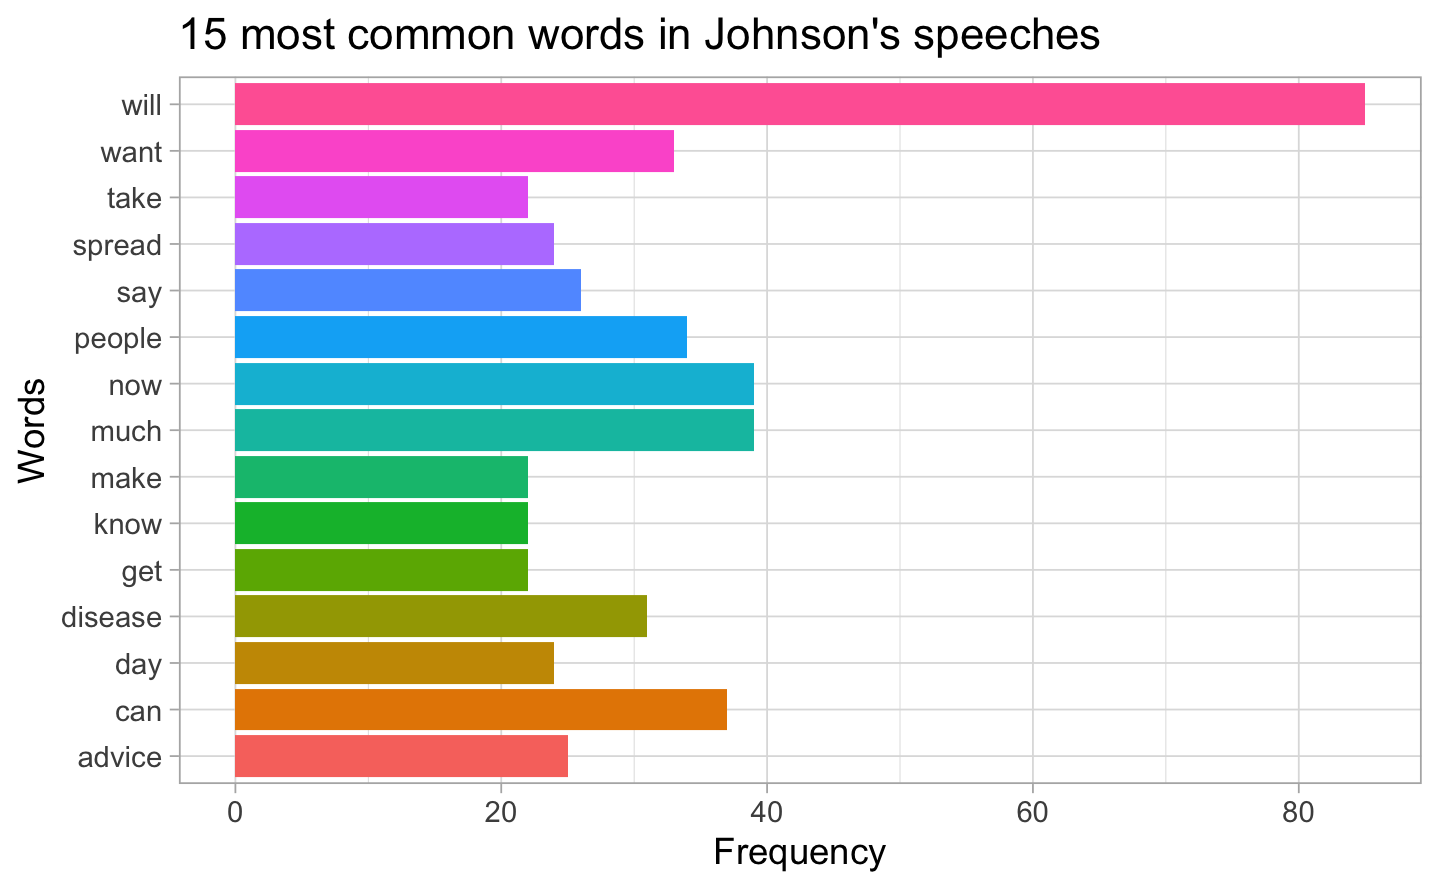 15 most common words in Johnson's speeches
will
want
take
spread
say
people
now
much
make
know
get
disease
day
can
advice
Words
0 20 40 60 80
Frequency